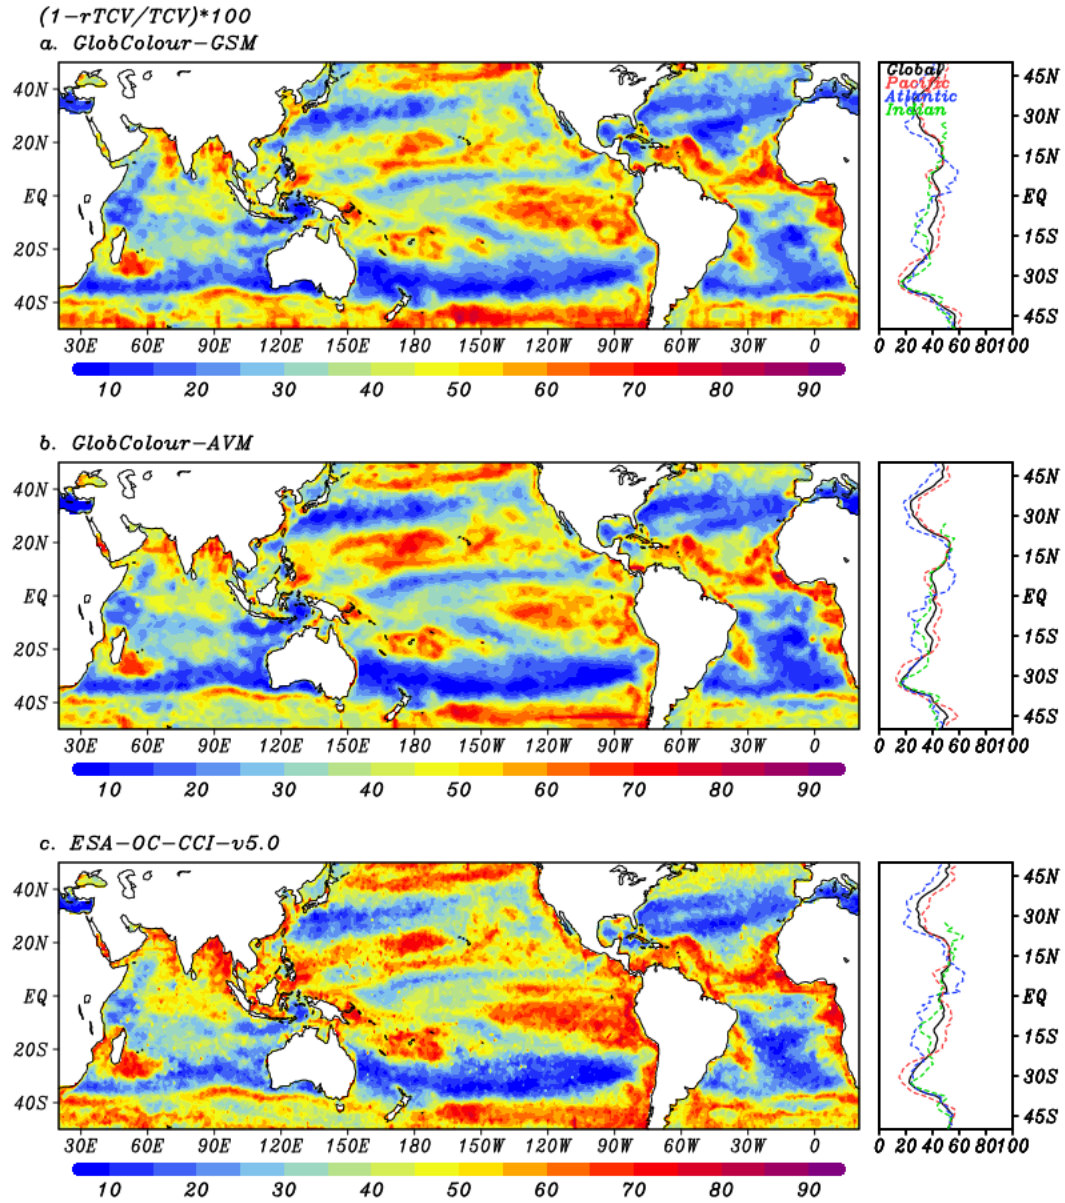 (1-rTCV/TCV)*100
a. GlobColour-GSM
40N
20N
EQ
20S
40S
30E 60E 90E 120E 150E 180 150W 120W 90W 60W 30W 0
10 20 30 40 50 60 70 80 90
Global
Pacific
Atlantic
Indian
45N
30N
15N
EQ
15S
30S
45S
0 20 40 60 80 100
b. GlobColour-AVM
40N
20N
EQ
20S
40S
30E 60E 90E 120E 150E 180 150W 120W 90W 60W 30W 0
10 20 30 40 50 60 70 80 90
45N
30N
15N
EQ
15S
30S
45S
0 20 40 60 80 100
c. ESA-OC-CCI-v5.0
40N
20N
EQ
20S
40S
30E 60E 90E 120E 150E 180 150W 120W 90W 60W 30W 0
10 20 30 40 50 60 70 80 90
45N
30N
15N
EQ
15S
30S
45S
0 20 40 60 80 100